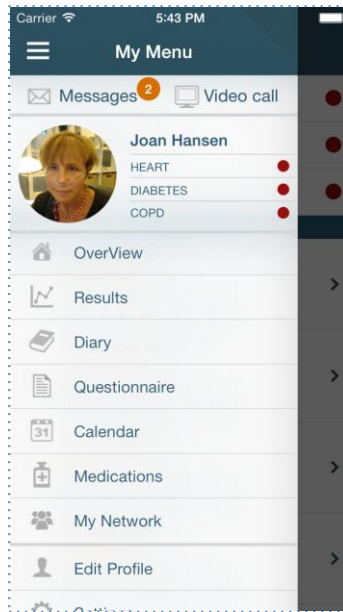 Carrier 5:43 PM
My Menu
Messages 2 Video call
Joan Hansen
HEART
DIABETES
COPD
OverView
Results
Diary
Questionnaire
31 Calendar
Medications
My Network
Edit Profile